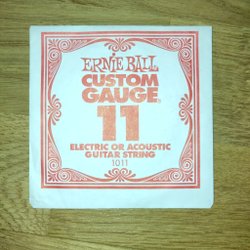 ERNIE BALL
CUSTOM
GAUGE®
11
ELECTRIC OR ACOUSTIC
GUITAR STRING
1011